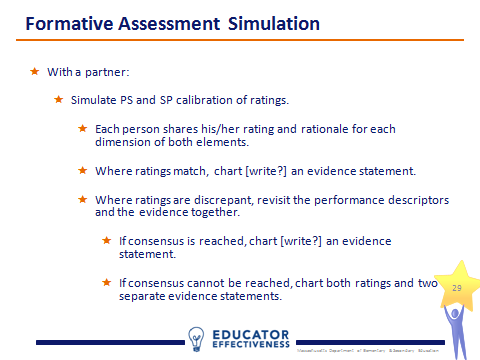 Formative Assessment Simulation
With a partner:
Simulate PS and SP calibration of ratings.
Each person shares his/her rating and rationale for each
dimension of both elements.
Where ratings match, chart [write?] an evidence statement.
Where ratings are discrepant, revisit the performance descriptors
and the evidence together.
If consensus is reached, chart [write?] an evidence
statement.
If consensus cannot be reached, chart both ratings and two
separate evidence statements.
29
EDUCATOR
EFFECTIVENESS
Massachusetts Department of Elementary & Secondary Education